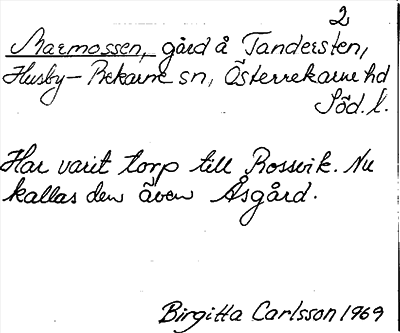 2
Marmossen, gård å Tandersten,
Husby-Rekarne sn, Österrekarne hd
Söd. l.
Har varit torp till Rossvik. Nu
kallas den även Åsgård.
Birgitta Carlsson 1969